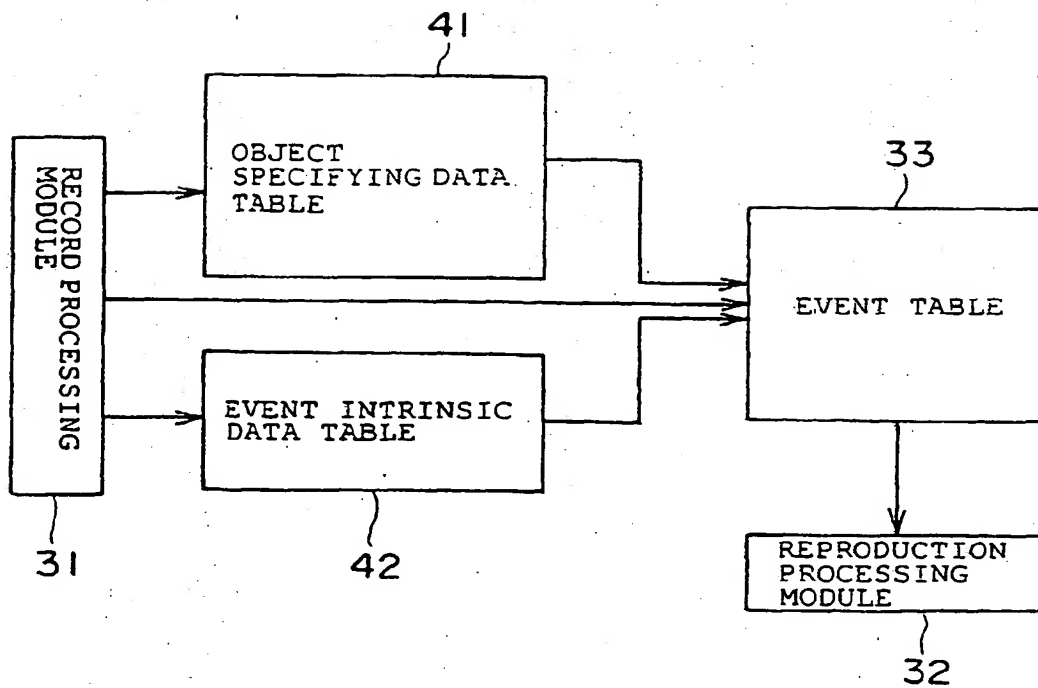 41
OBJECT
SPECIFYING DATA
TABLE
33
RECORD PROCESSING
MODULE
EVENT TABLE
EVENT INTRINSIC
DATA TABLE
31
42
REPRODUCTION
PROCESSING
MODULE
32